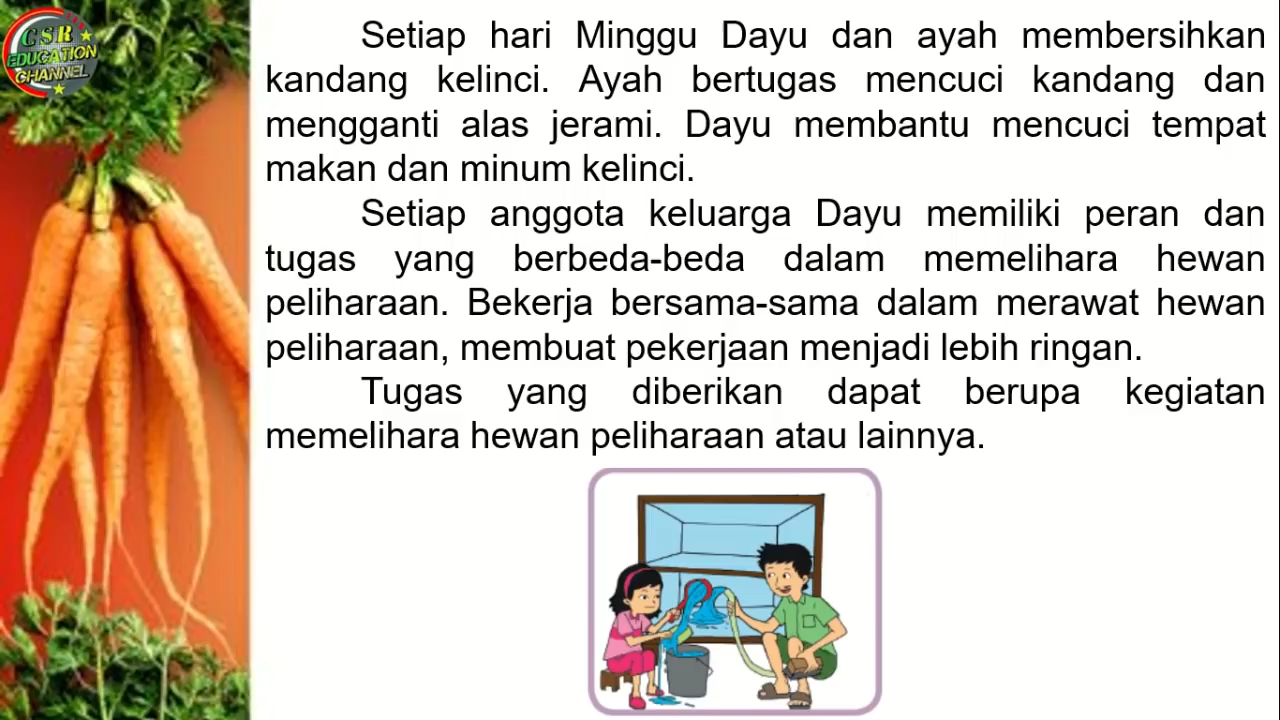 GSR
EDUCATION
CHANNEL
Setiap hari Minggu Dayu dan ayah membersihkan
kandang kelinci. Ayah bertugas mencuci kandang dan
mengganti alas jerami. Dayu membantu mencuci tempat
makan dan minum kelinci.
Setiap anggota keluarga Dayu memiliki peran dan
tugas yang berbeda-beda dalam memelihara hewan
peliharaan. Bekerja bersama-sama dalam merawat hewan
peliharaan, membuat pekerjaan menjadi lebih ringan.
Tugas yang diberikan dapat berupa kegiatan
memelihara hewan peliharaan atau lainnya.